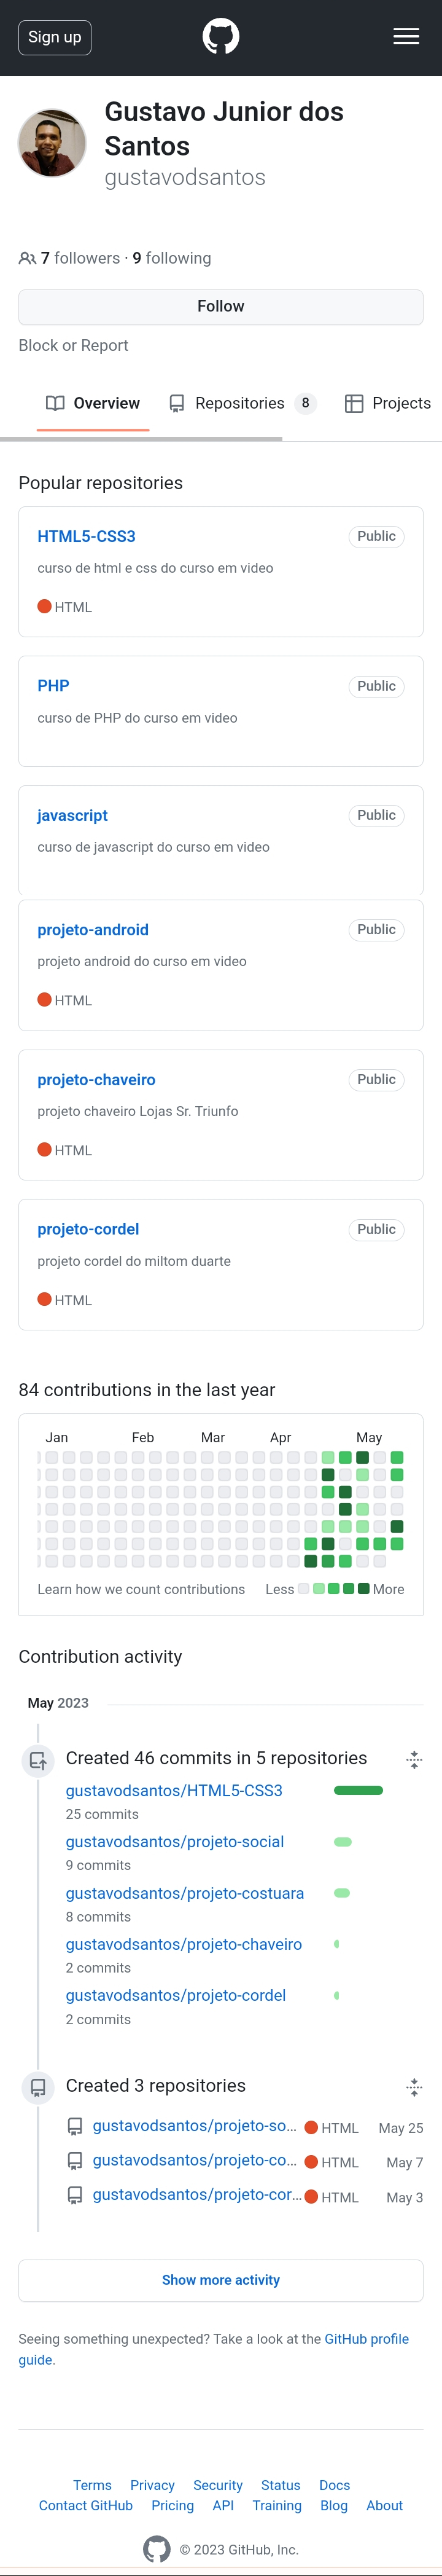 Sign up
Gustavo Junior dos
Santos
gustavodsantos
7 followers · 9 following
Follow
Block or Report
Overview
Repositories 8
Projects
Popular repositories
HTML5-CSS3 Public
curso de html e css do curso em video
HTML
PHP Public
curso de PHP do curso em video
javascript Public
curso de javascript do curso em video
projeto-android Public
projeto android do curso em video
HTML
projeto-chaveiro Public
projeto chaveiro Lojas Sr. Triunfo
HTML
projeto-cordel Public
projeto cordel do miltom duarte
HTML
84 contributions in the last year
Jan Feb Mar Apr May
Learn how we count contributions Less More
Contribution activity
May 2023
Created 46 commits in 5 repositories
gustavodsantos/HTML5-CSS3
25 commits
gustavodsantos/projeto-social
9 commits
gustavodsantos/projeto-costuara
8 commits
gustavodsantos/projeto-chaveiro
2 commits
gustavodsantos/projeto-cordel
2 commits
Created 3 repositories
gustavodsantos/projeto-so... HTML May 25
gustavodsantos/projeto-co... HTML May 7
gustavodsantos/projeto-cor... HTML May 3
Show more activity
Seeing something unexpected? Take a look at the GitHub profile
guide.
Terms Privacy Security Status Docs
Contact GitHub Pricing API Training Blog About
© 2023 GitHub, Inc.